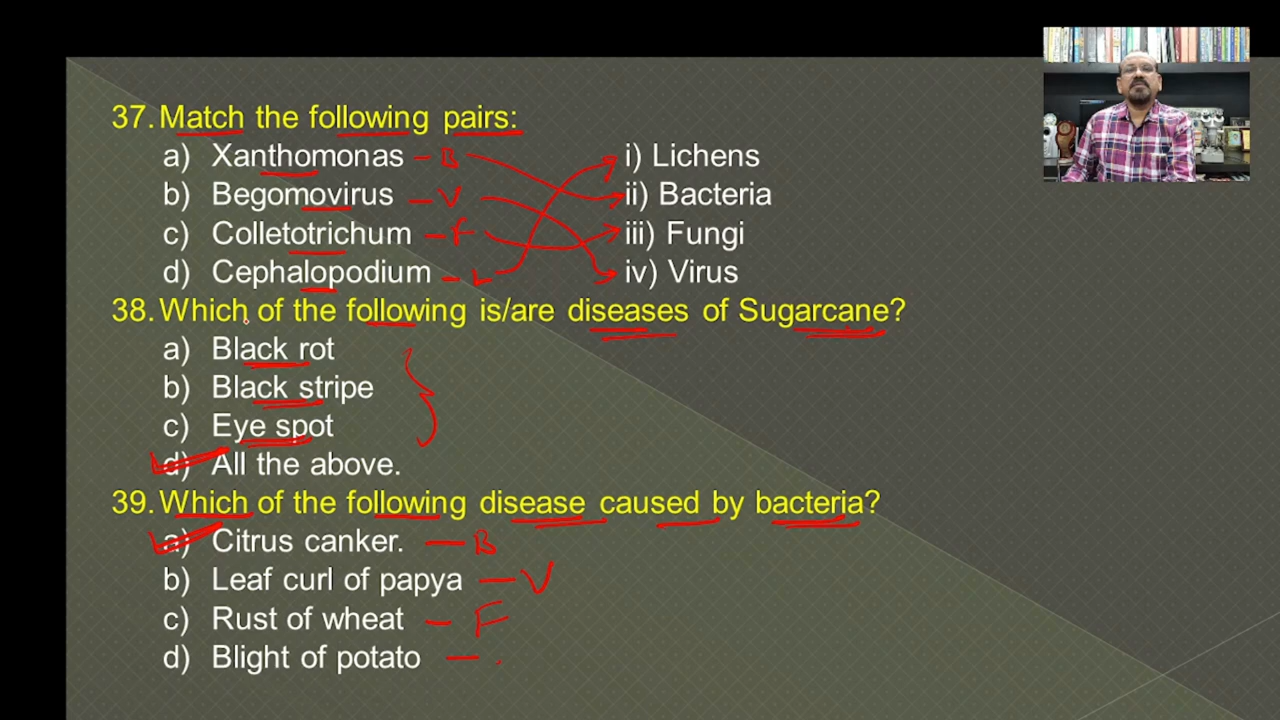 37. Match the following pairs:
a) Xanthomonas – B i) Lichens
b) Begomovirus – V ii) Bacteria
c) Colletotrichum – F iii) Fungi
d) Cephalopodium – L iv) Virus
38. Which of the following is/are diseases of Sugarcane?
a) Black rot
b) Black stripe
c) Eye spot
d) All the above.
39. Which of the following disease caused by bacteria?
a) Citrus canker. – B
b) Leaf curl of papya – V
c) Rust of wheat – F
d) Blight of potato –